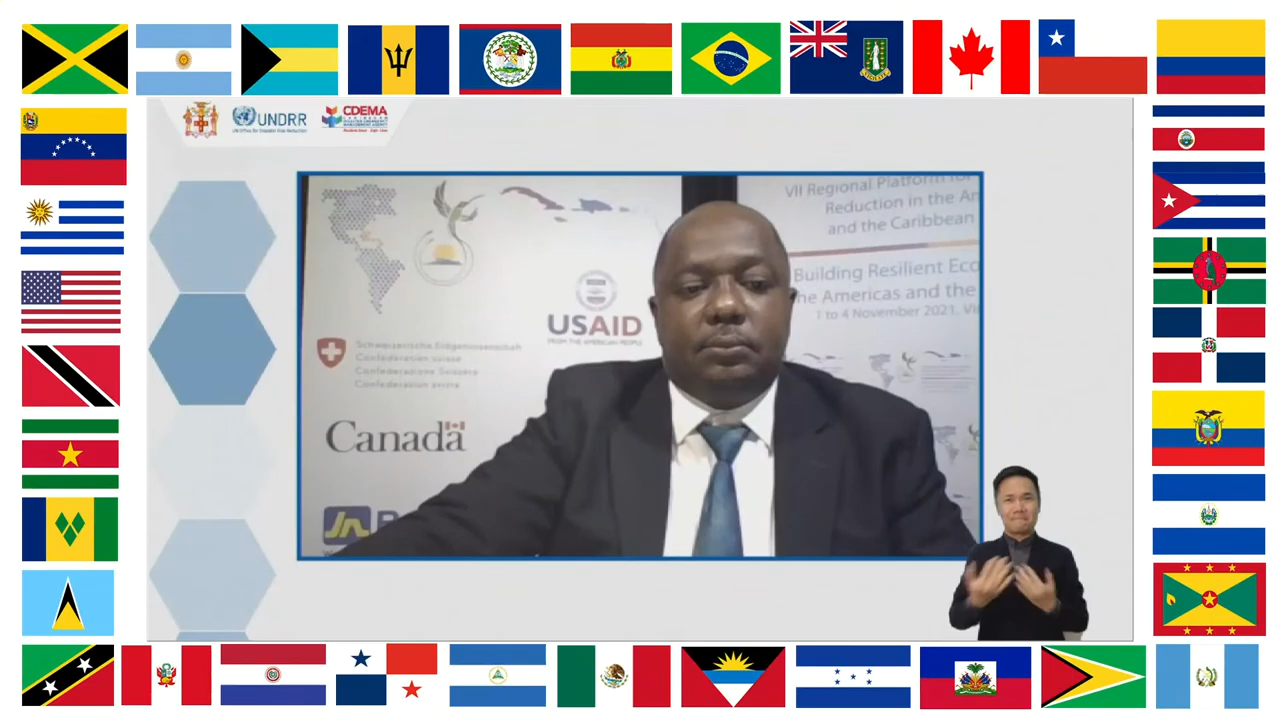 UNDRR
UN Office for Disaster Risk Reduction
CDEMA
VII Regional Platform for
Reduction in the Am
and the Caribbean
Building Resilient Eco
he Americas and the
1 to 4 November 2021, Vi
USAID
FROM THE AMERICAN PEOPLE
Schweizerische Eidgenossenschaft
Confédération suisse
Confederazione Svizzera
Confederaziun svizra
Canada
JN